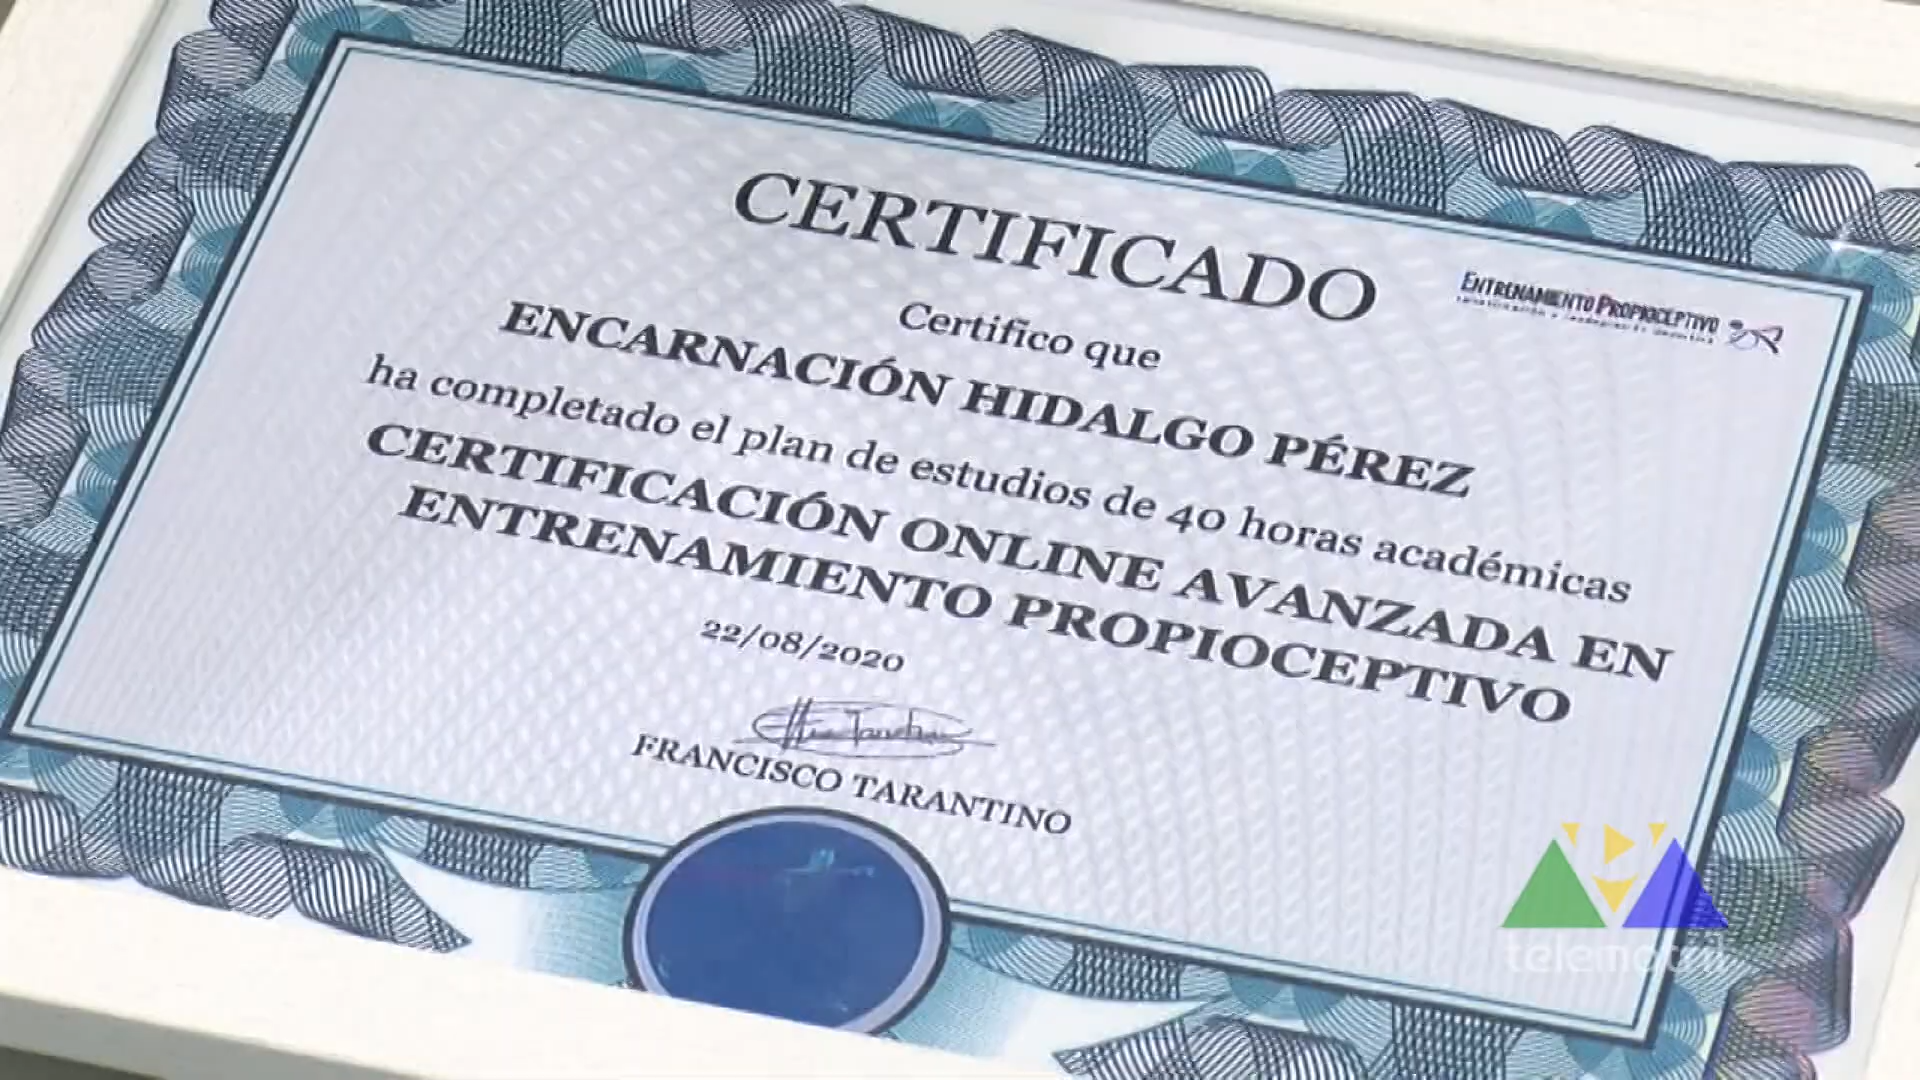 CERTIFICADO
ENTRENAMIENTO PROPIOCEPTIVO
Certifico que
ENCARNACIÓN HIDALGO PÉREZ
ha completado el plan de estudios de 40 horas académicas
CERTIFICACIÓN ONLINE AVANZADA EN
ENTRENAMIENTO PROPIOCEPTIVO
22/08/2020
FRANCISCO TARANTINO
telemotril